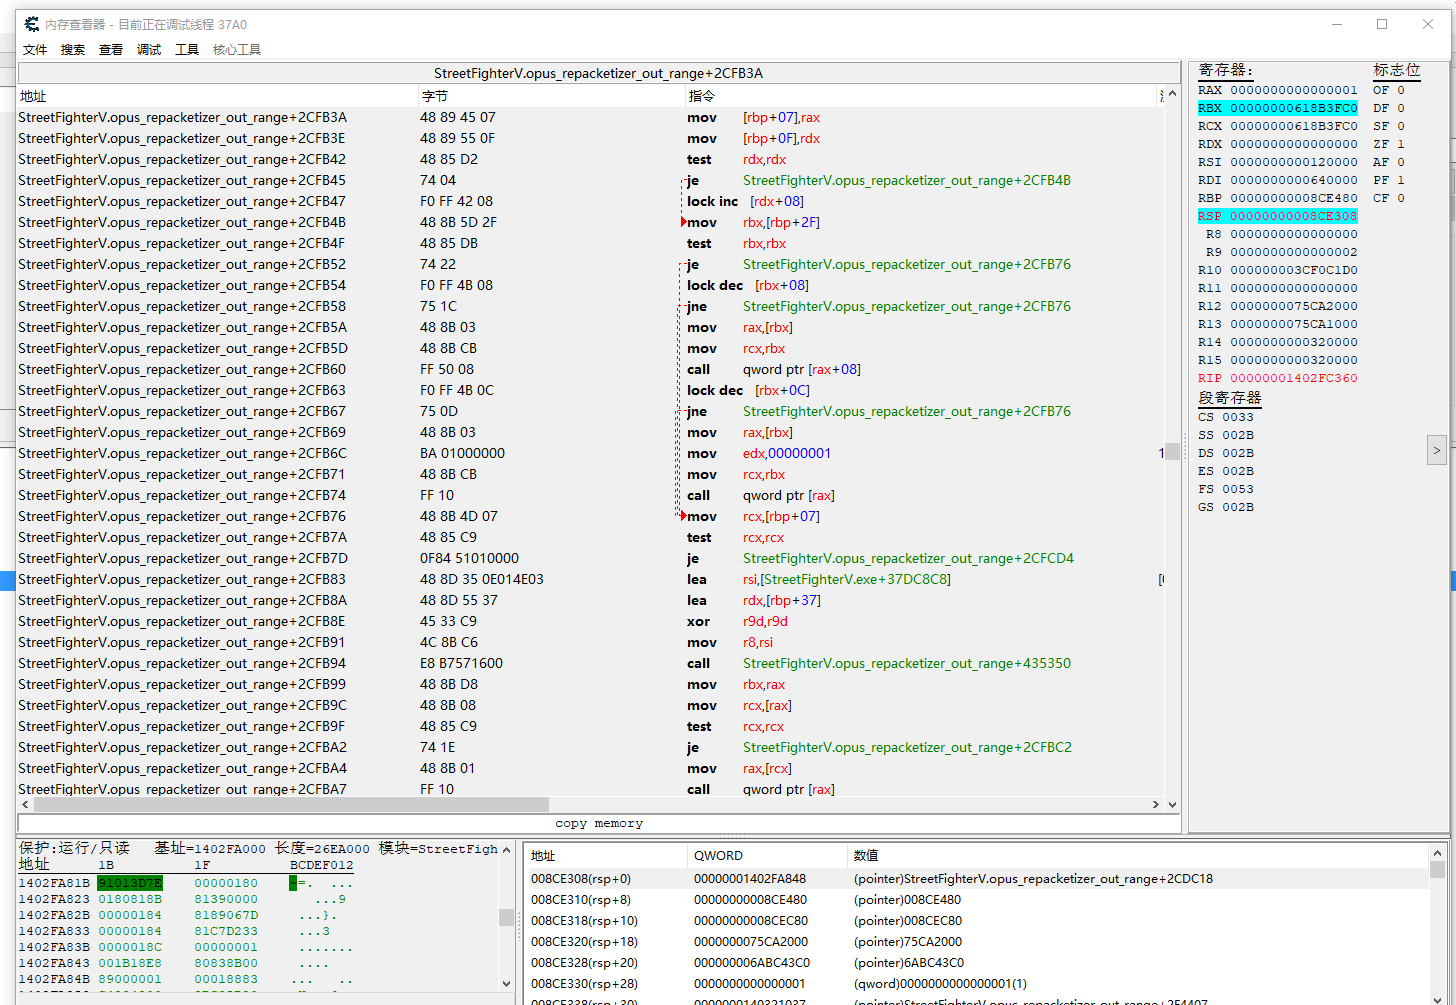 内存查看器 - 目前正在调试线程 37A0
文件 搜索 查看 调试 工具 核心工具
StreetFighterV.opus_repacketizer_out_range+2CFB3A
地址 字节 指令
StreetFighterV.opus_repacketizer_out_range+2CFB3A 48 89 45 07 mov [rbp+07],rax
StreetFighterV.opus_repacketizer_out_range+2CFB3E 48 89 55 0F mov [rbp+0F],rdx
StreetFighterV.opus_repacketizer_out_range+2CFB42 48 85 D2 test rdx,rdx
StreetFighterV.opus_repacketizer_out_range+2CFB45 74 04 je StreetFighterV.opus_repacketizer_out_range+2CFB4B
StreetFighterV.opus_repacketizer_out_range+2CFB47 F0 FF 42 08 lock inc [rdx+08]
StreetFighterV.opus_repacketizer_out_range+2CFB4B 48 8B 5D 2F mov rbx,[rbp+2F]
StreetFighterV.opus_repacketizer_out_range+2CFB4F 48 85 DB test rbx,rbx
StreetFighterV.opus_repacketizer_out_range+2CFB52 74 22 je StreetFighterV.opus_repacketizer_out_range+2CFB76
StreetFighterV.opus_repacketizer_out_range+2CFB54 F0 FF 4B 08 lock dec [rbx+08]
StreetFighterV.opus_repacketizer_out_range+2CFB58 75 1C jne StreetFighterV.opus_repacketizer_out_range+2CFB76
StreetFighterV.opus_repacketizer_out_range+2CFB5A 48 8B 03 mov rax,[rbx]
StreetFighterV.opus_repacketizer_out_range+2CFB5D 48 8B CB mov rcx,rbx
StreetFighterV.opus_repacketizer_out_range+2CFB60 FF 50 08 call qword ptr [rax+08]
StreetFighterV.opus_repacketizer_out_range+2CFB63 F0 FF 4B 0C lock dec [rbx+0C]
StreetFighterV.opus_repacketizer_out_range+2CFB67 75 0D jne StreetFighterV.opus_repacketizer_out_range+2CFB76
StreetFighterV.opus_repacketizer_out_range+2CFB69 48 8B 03 mov rax,[rbx]
StreetFighterV.opus_repacketizer_out_range+2CFB6C BA 01000000 mov edx,00000001 1
StreetFighterV.opus_repacketizer_out_range+2CFB71 48 8B CB mov rcx,rbx
StreetFighterV.opus_repacketizer_out_range+2CFB74 FF 10 call qword ptr [rax]
StreetFighterV.opus_repacketizer_out_range+2CFB76 48 8B 4D 07 mov rcx,[rbp+07]
StreetFighterV.opus_repacketizer_out_range+2CFB7A 48 85 C9 test rcx,rcx
StreetFighterV.opus_repacketizer_out_range+2CFB7D 0F84 51010000 je StreetFighterV.opus_repacketizer_out_range+2CFCD4
StreetFighterV.opus_repacketizer_out_range+2CFB83 48 8D 35 0E014E03 lea rsi,[StreetFighterV.exe+37DC8C8]
StreetFighterV.opus_repacketizer_out_range+2CFB8A 48 8D 55 37 lea rdx,[rbp+37]
StreetFighterV.opus_repacketizer_out_range+2CFB8E 45 33 C9 xor r9d,r9d
StreetFighterV.opus_repacketizer_out_range+2CFB91 4C 8B C6 mov r8,rsi
StreetFighterV.opus_repacketizer_out_range+2CFB94 E8 B7571600 call StreetFighterV.opus_repacketizer_out_range+435350
StreetFighterV.opus_repacketizer_out_range+2CFB99 48 8B D8 mov rbx,rax
StreetFighterV.opus_repacketizer_out_range+2CFB9C 48 8B 08 mov rcx,[rax]
StreetFighterV.opus_repacketizer_out_range+2CFB9F 48 85 C9 test rcx,rcx
StreetFighterV.opus_repacketizer_out_range+2CFBA2 74 1E je StreetFighterV.opus_repacketizer_out_range+2CFBC2
StreetFighterV.opus_repacketizer_out_range+2CFBA4 48 8B 01 mov rax,[rcx]
StreetFighterV.opus_repacketizer_out_range+2CFBA7 FF 10 call qword ptr [rax]
copy memory
寄存器: 标志位
RAX 0000000000000001 OF 0
RBX 00000000618B3FC0 DF 0
RCX 00000000618B3FC0 SF 0
RDX 0000000000000000 ZF 1
RSI 0000000000120000 AF 0
RDI 0000000000640000 PF 1
RBP 00000000008CE480 CF 0
RSP 00000000008CE308
R8 0000000000000000
R9 0000000000000002
R10 000000003CF0C1D0
R11 0000000000000000
R12 0000000075CA2000
R13 0000000075CA1000
R14 0000000000320000
R15 0000000000320000
RIP 00000001402FC360
段寄存器
CS 0033
SS 002B
DS 002B
ES 002B
FS 0053
GS 002B
>
保护:运行/只读 基址=1402FA000 长度=26EA000 模块=StreetFigh
地址 1B 1F BCDEF012
1402FA81B 91013D7E 00000180 =. ...
1402FA823 0180818B 81390000 ...9
1402FA82B 00000184 8189067D ...}.
1402FA833 00000184 81C7D233 ...3
1402FA83B 0000018C 00000001 .......
1402FA843 001B18E8 80838B00 ....
1402FA84B 89000001 00018883 ... ..
地址 QWORD 数值
008CE308(rsp+0) 00000001402FA848 (pointer)StreetFighterV.opus_repacketizer_out_range+2CDC18
008CE310(rsp+8) 00000000008CE480 (pointer)008CE480
008CE318(rsp+10) 00000000008CEC80 (pointer)008CEC80
008CE320(rsp+18) 0000000075CA2000 (pointer)75CA2000
008CE328(rsp+20) 000000006ABC43C0 (pointer)6ABC43C0
008CE330(rsp+28) 0000000000000001 (qword)0000000000000001(1)